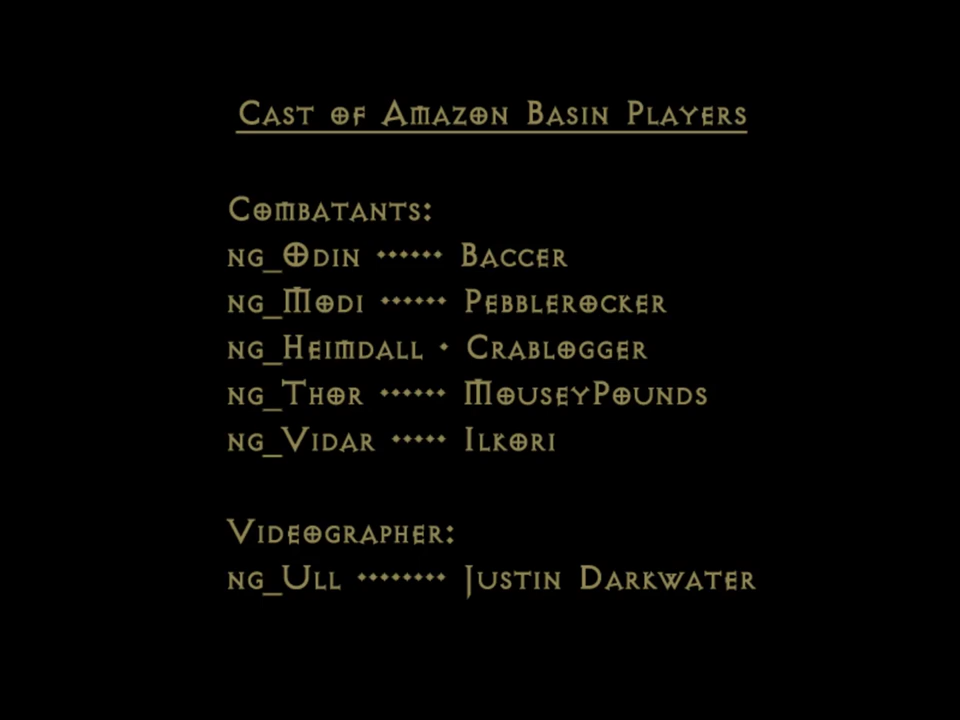 Cast of Amazon Basin Players
Combatants:
ng_Odin ······ Baccer
ng_Modi ······ Pebblerocker
ng_Heimdall · Crablogger
ng_Thor ······ MouseyPounds
ng_Vidar ····· Ilkori
Videographer:
ng_Ull ········ Justin Darkwater